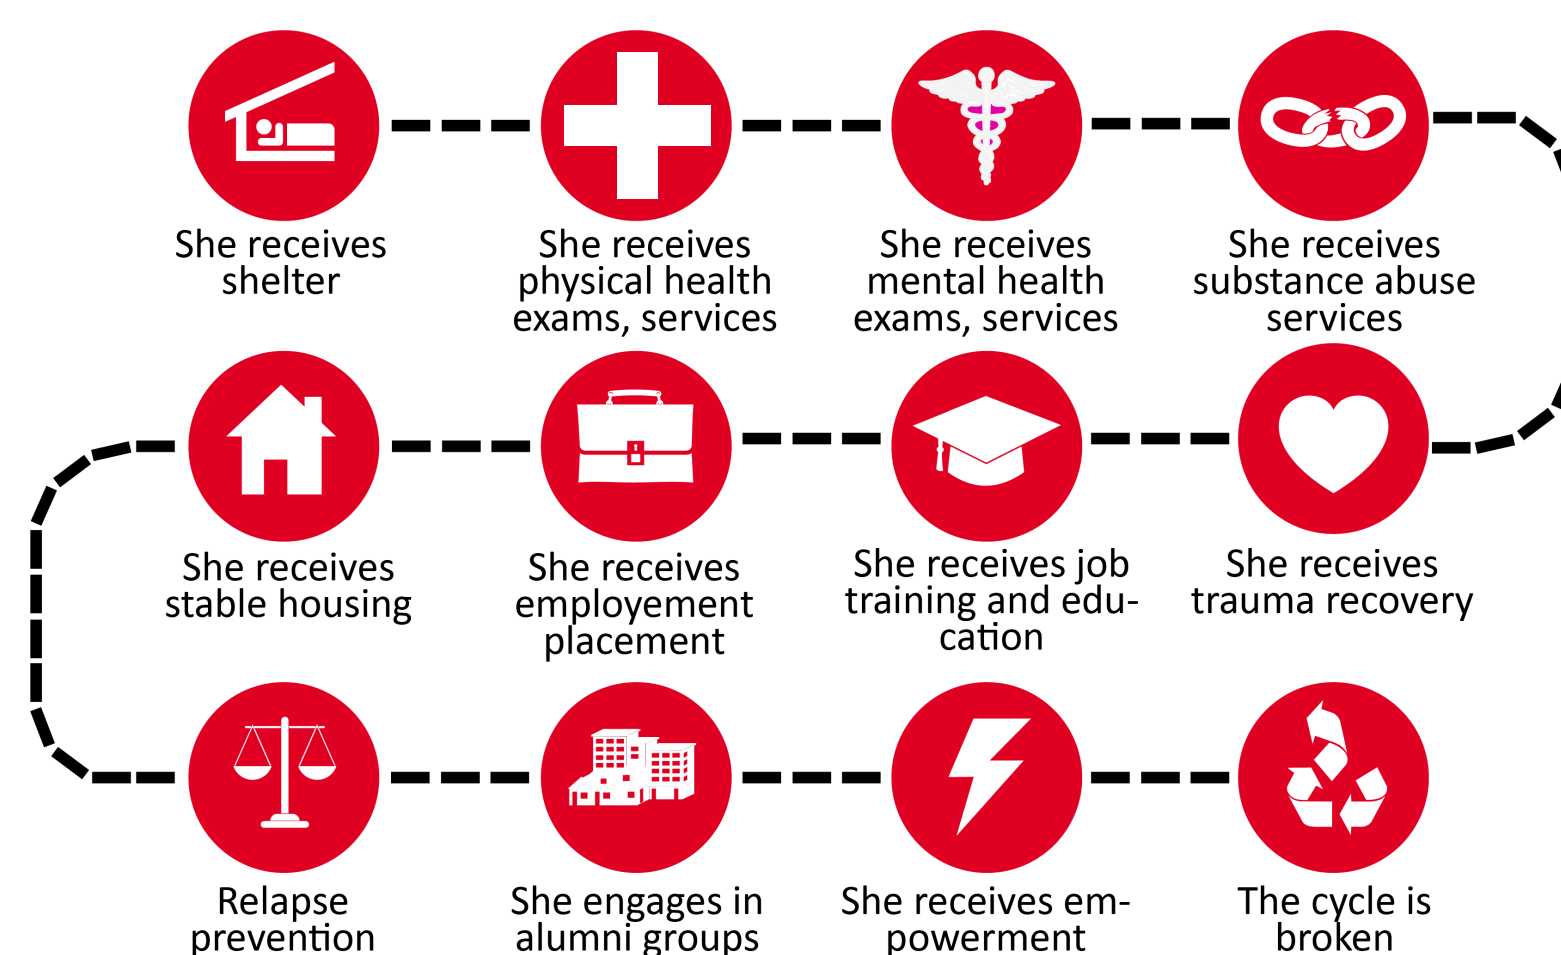 She receives
shelter
She receives
physical health
exams, services
She receives
mental health
exams, services
She receives
substance abuse
services
She receives
stable housing
She receives
employement
placement
She receives job
training and edu-
cation
She receives
trauma recovery
Relapse
prevention
She engages in
alumni groups
She receives em-
powerment
The cycle is
broken